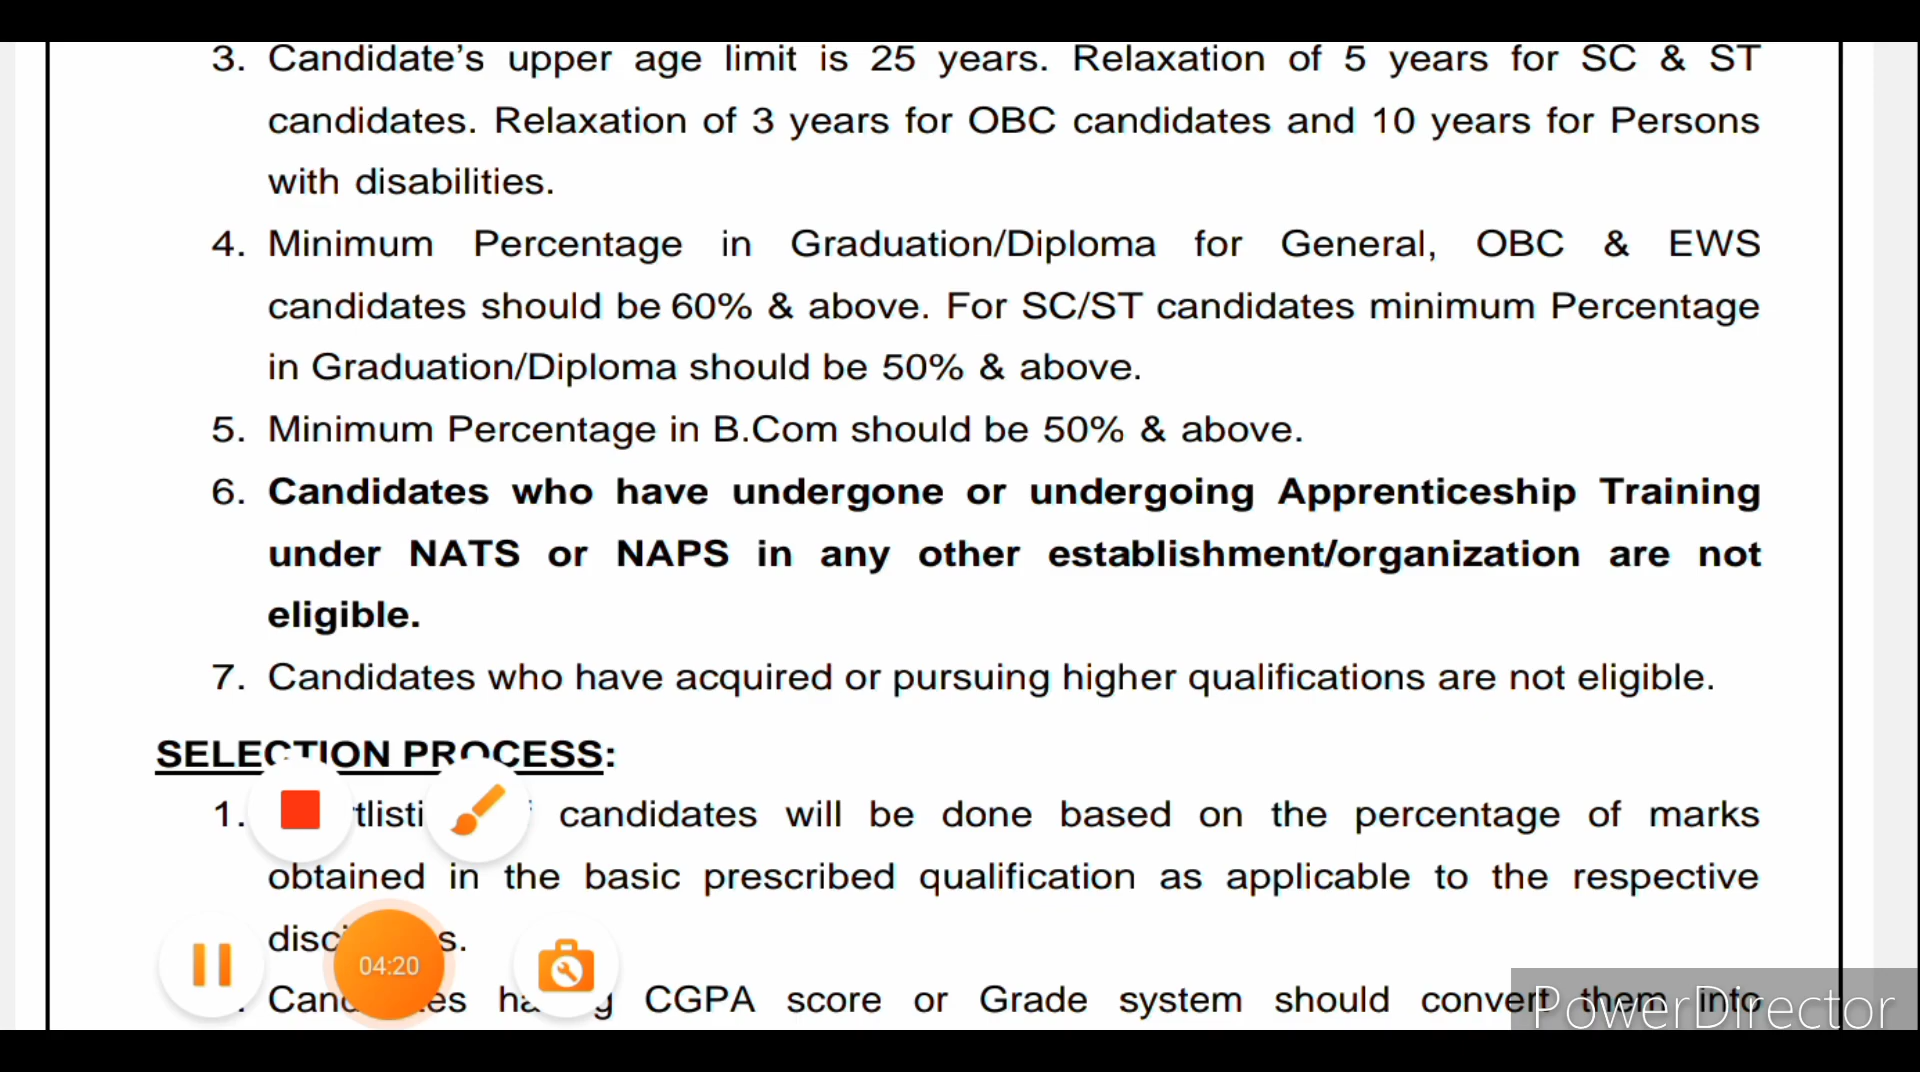 3. Candidate's upper age limit is 25 years. Relaxation of 5 years for SC & ST
candidates. Relaxation of 3 years for OBC candidates and 10 years for Persons
with disabilities.
4. Minimum Percentage in Graduation/Diploma for General, OBC & EWS
candidates should be 60% & above. For SC/ST candidates minimum Percentage
in Graduation/Diploma should be 50% & above.
5. Minimum Percentage in B.Com should be 50% & above.
6. Candidates who have undergone or undergoing Apprenticeship Training
under NATS or NAPS in any other establishment/organization are not
eligible.
7. Candidates who have acquired or pursuing higher qualifications are not eligible.
SELECTION PROCESS:
1. candidates will be done based on the percentage of marks
obtained in the basic prescribed qualification as applicable to the respective
04:20
CGPA score or Grade system should convert them into
PowerDirector